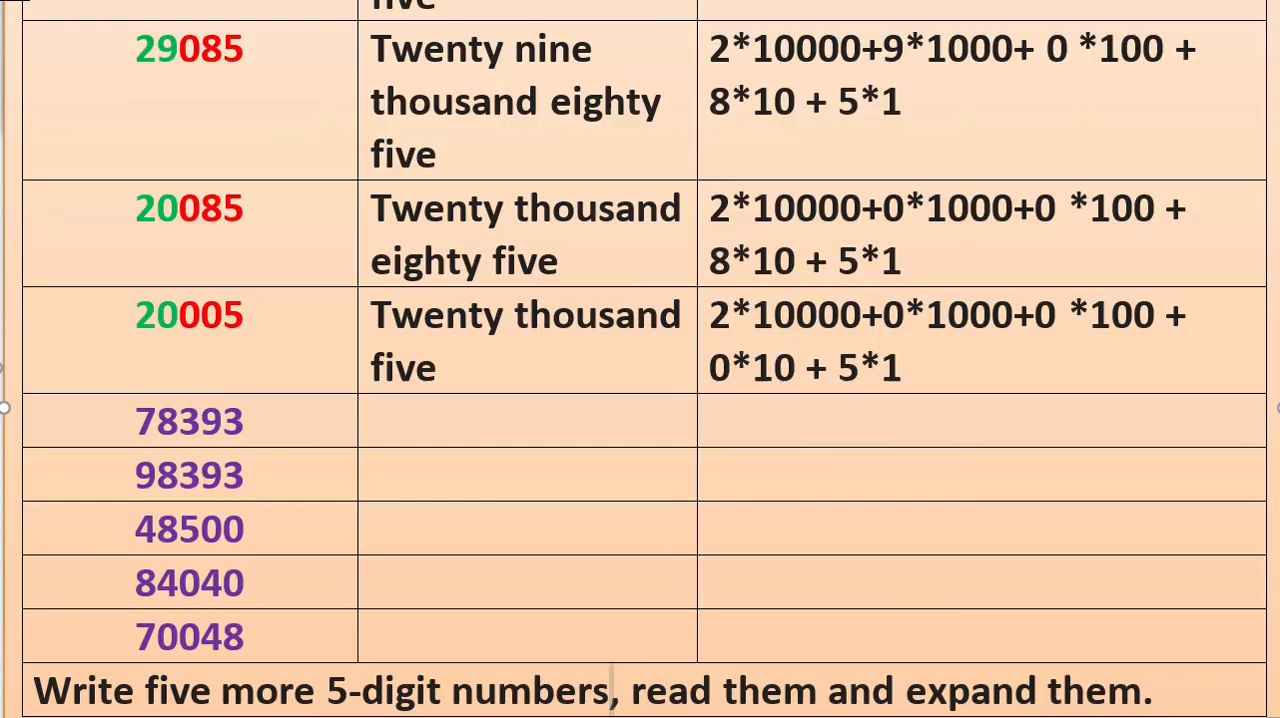 five
29085
Twenty nine
thousand eighty
five
2*10000+9*1000+ 0 *100 +
8*10 + 5*1
20085
Twenty thousand
eighty five
2*10000+0*1000+0 *100 +
8*10 + 5*1
20005
Twenty thousand
five
2*10000+0*1000+0 *100 +
0*10 + 5*1
78393
98393
48500
84040
70048
Write five more 5-digit numbers, read them and expand them.